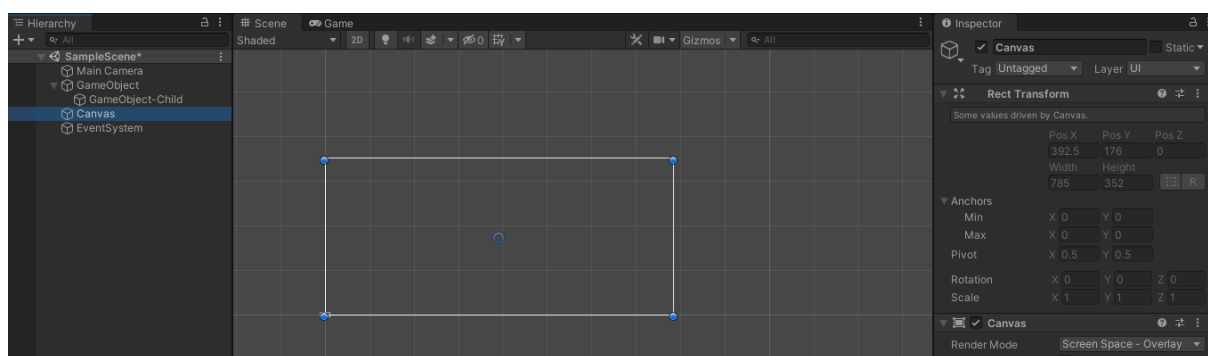 Hierarchy
All
SampleScene*
Main Camera
GameObject
GameObject-Child
Canvas
EventSystem
# Scene
Game
Shaded
2D
0
Gizmos
All
Inspector
Canvas
Static
Tag Untagged
Layer UI
Rect Transform
Some values driven by Canvas.
Pos X Pos Y Pos Z
392.5 176 0
Width Height
785 352 R
Anchors
Min X 0 Y 0
Max X 0 Y 0
Pivot X 0.5 Y 0.5
Rotation X 0 Y 0 Z 0
Scale X 1 Y 1 Z 1
Canvas
Render Mode Screen Space - Overlay